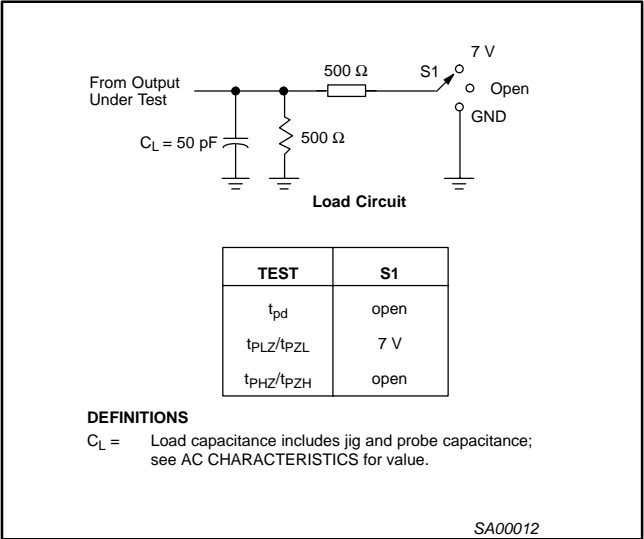 7 V
500 Ω
S1
From Output
Open
Under Test
GND
C_L = 50 pF
500 Ω
Load Circuit
TEST S1
t_pd open
t_PLZ/t_PZL 7 V
t_PHZ/t_PZH open
DEFINITIONS
C_L = Load capacitance includes jig and probe capacitance;
see AC CHARACTERISTICS for value.
SA00012